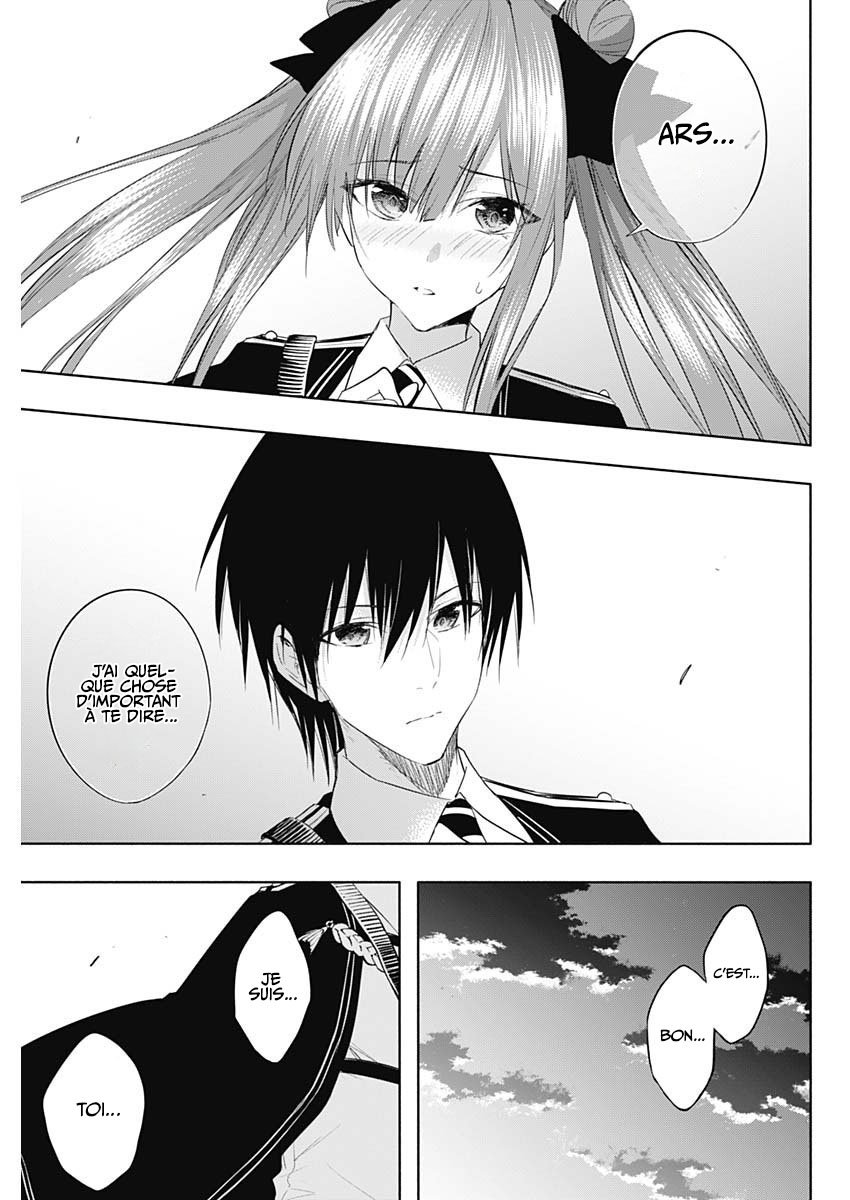 ARS...
J'AI QUEL-
QUE CHOSE
D'IMPORTANT
À TE DIRE...
C'EST...
BON...
JE
SUIS...
TOI...